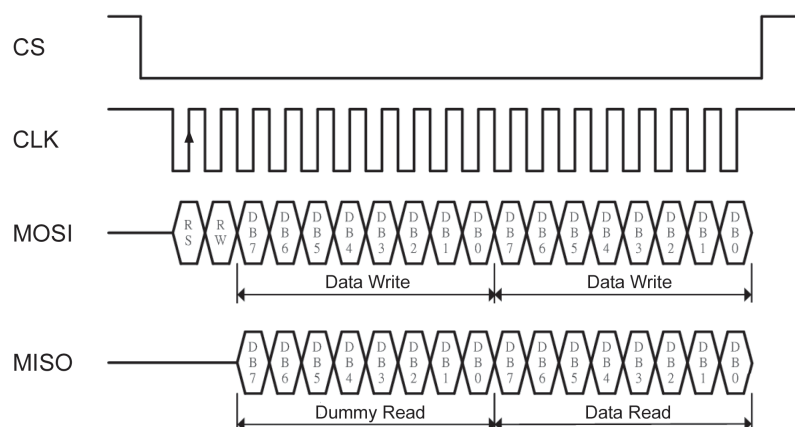 CS
CLK
MOSI
RS RW DB7 DB6 DB5 DB4 DB3 DB2 DB1 DB0 DB7 DB6 DB5 DB4 DB3 DB2 DB1 DB0
Data Write Data Write
MISO
DB7 DB6 DB5 DB4 DB3 DB2 DB1 DB0 DB7 DB6 DB5 DB4 DB3 DB2 DB1 DB0
Dummy Read Data Read